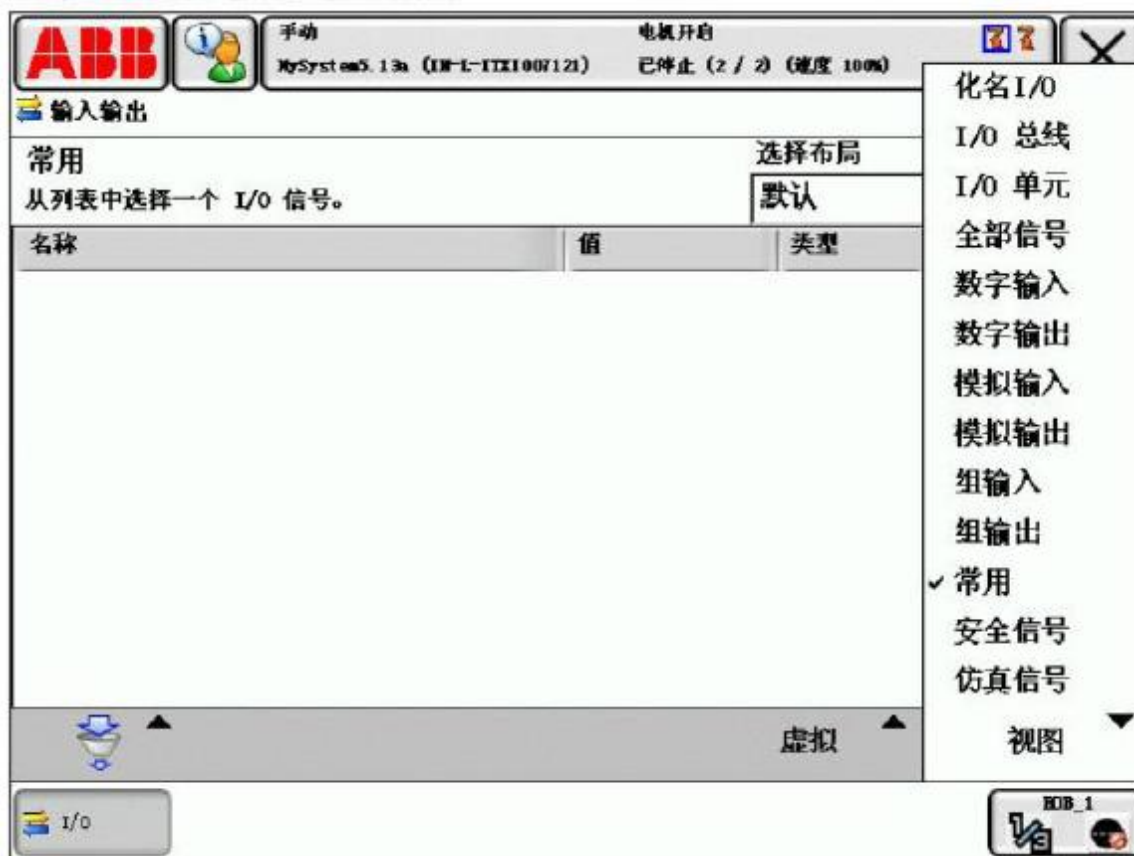 ABB
手动
电机开启
MySystem5.13a (IN-L-ITXI007121)
已停止 (2 / 2) (速度 100%)
输入输出
常用
选择布局
从列表中选择一个 I/O 信号。
默认
名称
值
类型
化名I/O
I/O 总线
I/O 单元
全部信号
数字输入
数字输出
模拟输入
模拟输出
组输入
组输出
常用
安全信号
仿真信号
虚拟
视图
I/O
ROB_1
1/3